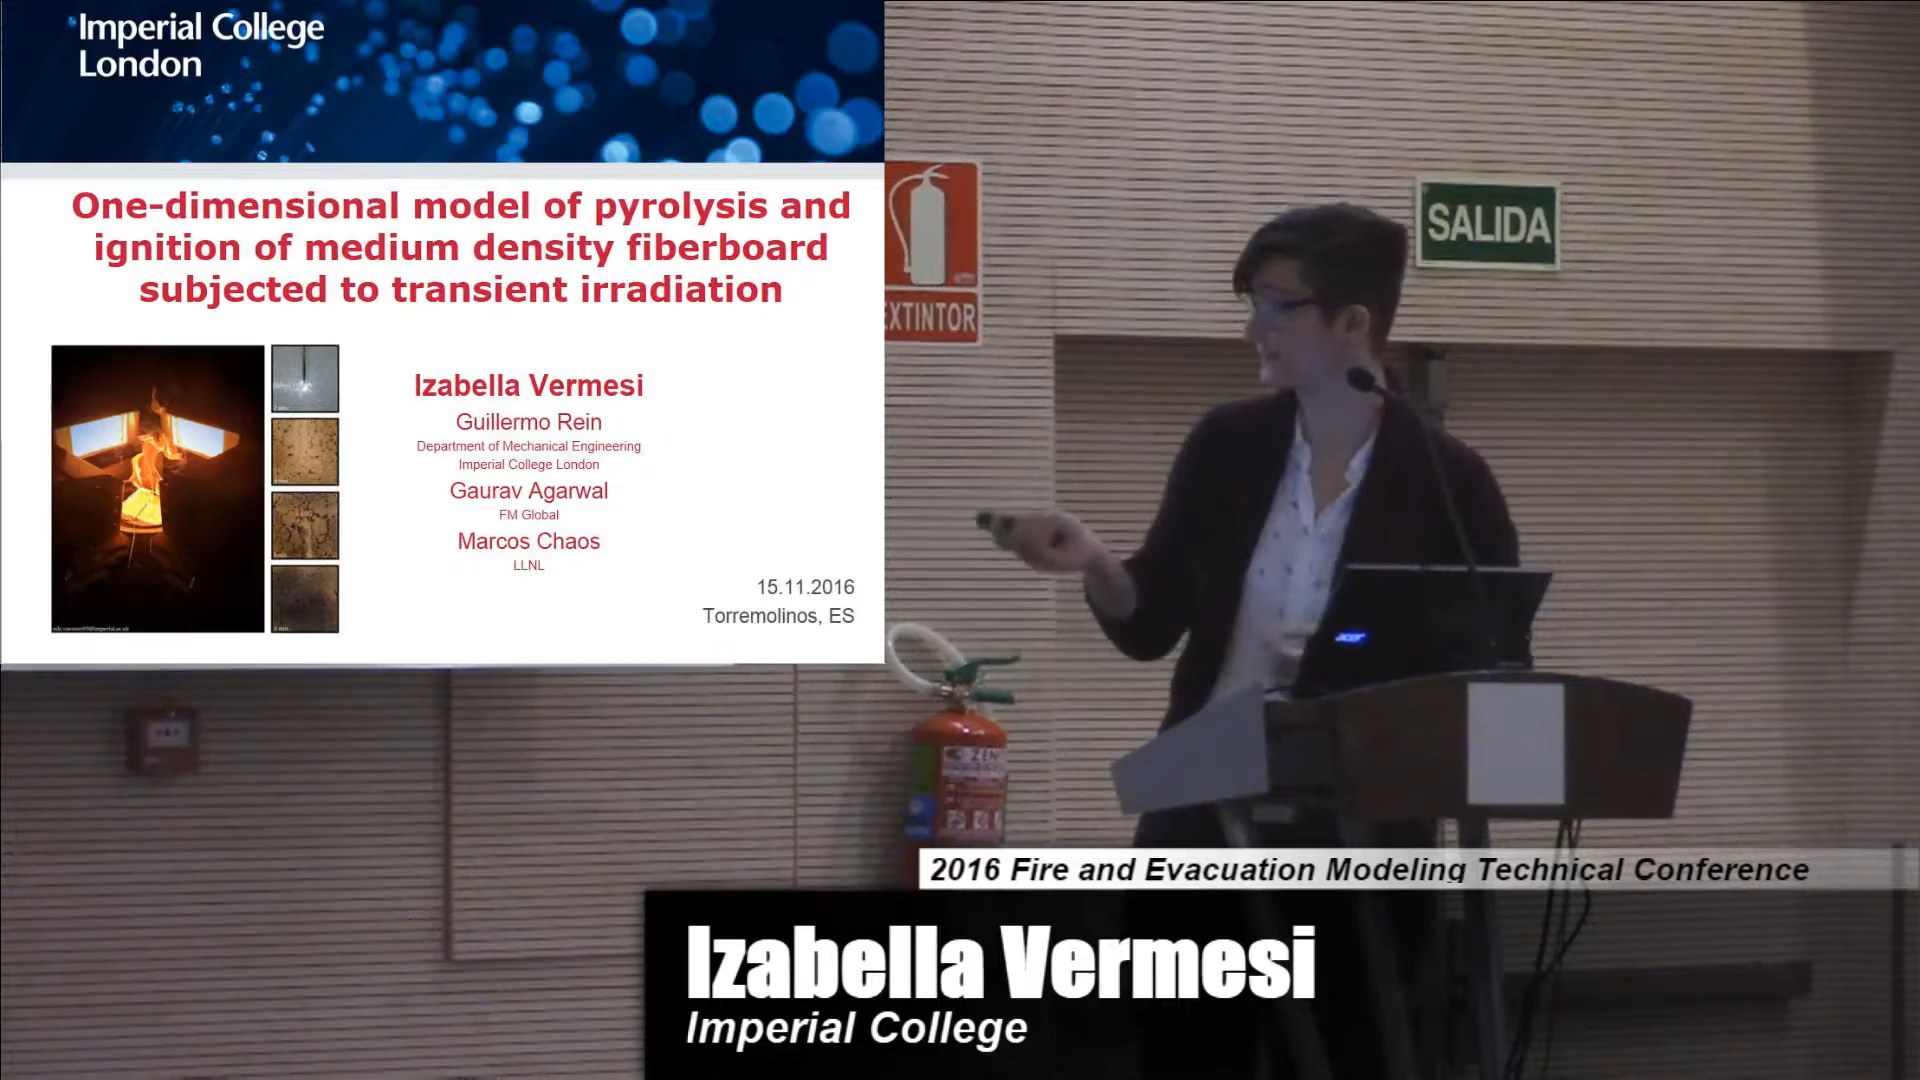 Imperial College
London
One-dimensional model of pyrolysis and
ignition of medium density fiberboard
subjected to transient irradiation
Izabella Vermesi
Guillermo Rein
Department of Mechanical Engineering
Imperial College London
Gaurav Agarwal
FM Global
Marcos Chaos
LLNL
15.11.2016
Torremolinos, ES
EXTINTOR
SALIDA
acer
2016 Fire and Evacuation Modeling Technical Conference
Izabella Vermesi
Imperial College